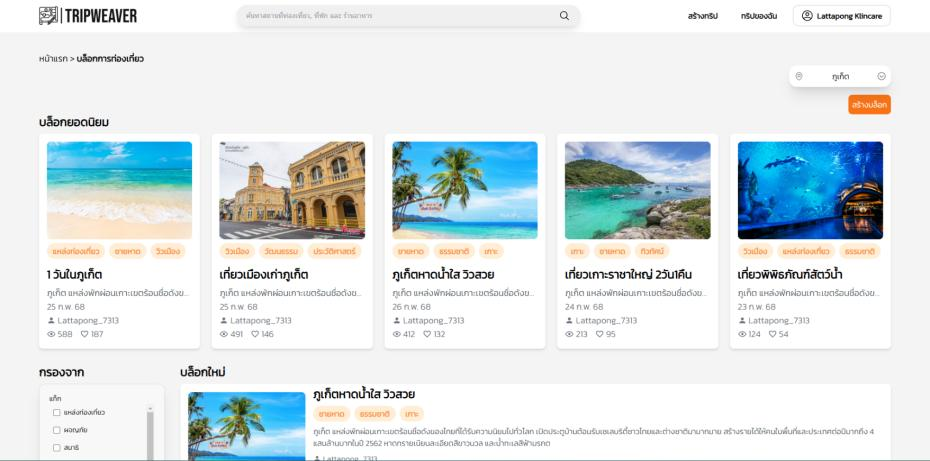 TRIPWEAVER
ค้นหาสถานที่ท่องเที่ยว, ที่พัก และ ร้านอาหาร
สร้างทริป
ทริปของฉัน
Lattapong Klincare
หน้าแรก > บล็อกการท่องเที่ยว
ภูเก็ต
สร้างบล็อก
บล็อกยอดนิยม
แหล่งท่องเที่ยว ชายหาด วิวเมือง
1 วันในภูเก็ต
ภูเก็ต แหล่งพักผ่อนเกาะเขตร้อนชื่อดังข...
25 ก.พ. 68
Lattapong_7313
588 187
วิวเมือง วัฒนธรรม ประวัติศาสตร์
เที่ยวเมืองเก่าภูเก็ต
ภูเก็ต แหล่งพักผ่อนเกาะเขตร้อนชื่อดังข...
25 ก.พ. 68
Lattapong_7313
491 146
ชายหาด ธรรมชาติ เกาะ
ภูเก็ตหาดน้ำใส วิวสวย
ภูเก็ต แหล่งพักผ่อนเกาะเขตร้อนชื่อดังข...
26 ก.พ. 68
Lattapong_7313
412 132
เกาะ ชายหาด ทิวทัศน์
เที่ยวเกาะราชาใหญ่ 2วัน1คืน
ภูเก็ต แหล่งพักผ่อนเกาะเขตร้อนชื่อดังข...
24 ก.พ. 68
Lattapong_7313
213 95
วิวเมือง แหล่งท่องเที่ยว ธรรมชาติ
เที่ยวพิพิธภัณฑ์สัตว์น้ำ
ภูเก็ต แหล่งพักผ่อนเกาะเขตร้อนชื่อดังข...
23 ก.พ. 68
Lattapong_7313
124 54
กรองจาก
แท็ก
แหล่งท่องเที่ยว
ผจญภัย
สมาธิ
บล็อกใหม่
ภูเก็ตหาดน้ำใส วิวสวย
ชายหาด ธรรมชาติ เกาะ
ภูเก็ต แหล่งพักผ่อนเกาะเขตร้อนชื่อดังของไทยที่ได้รับความนิยมไปทั่วโลก เปิดประตูบ้านต้อนรับเซเลบริตี้ชาวไทยและต่างชาติมามากมาย สร้างรายได้ให้คนในพื้นที่และประเทศต่อปีมากถึง 4
แสนล้านบาทในปี 2562 หาดทรายเนียนละเอียดสีขาวนวล และน้ำทะเลสีฟ้ามรกต
Lattapong_7313